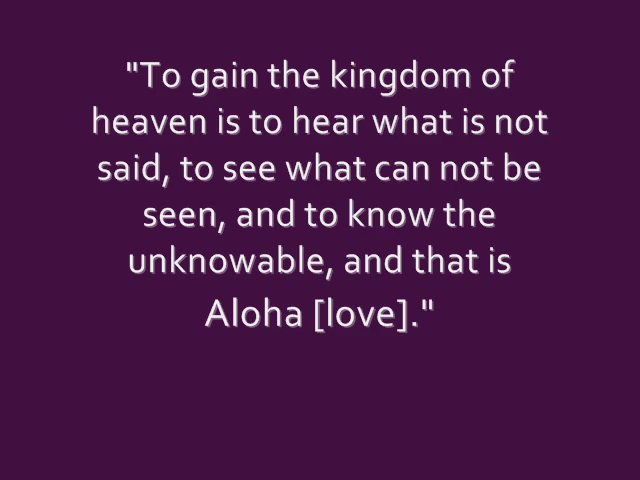 "To gain the kingdom of
heaven is to hear what is not
said, to see what can not be
seen, and to know the
unknowable, and that is
Aloha [love]."